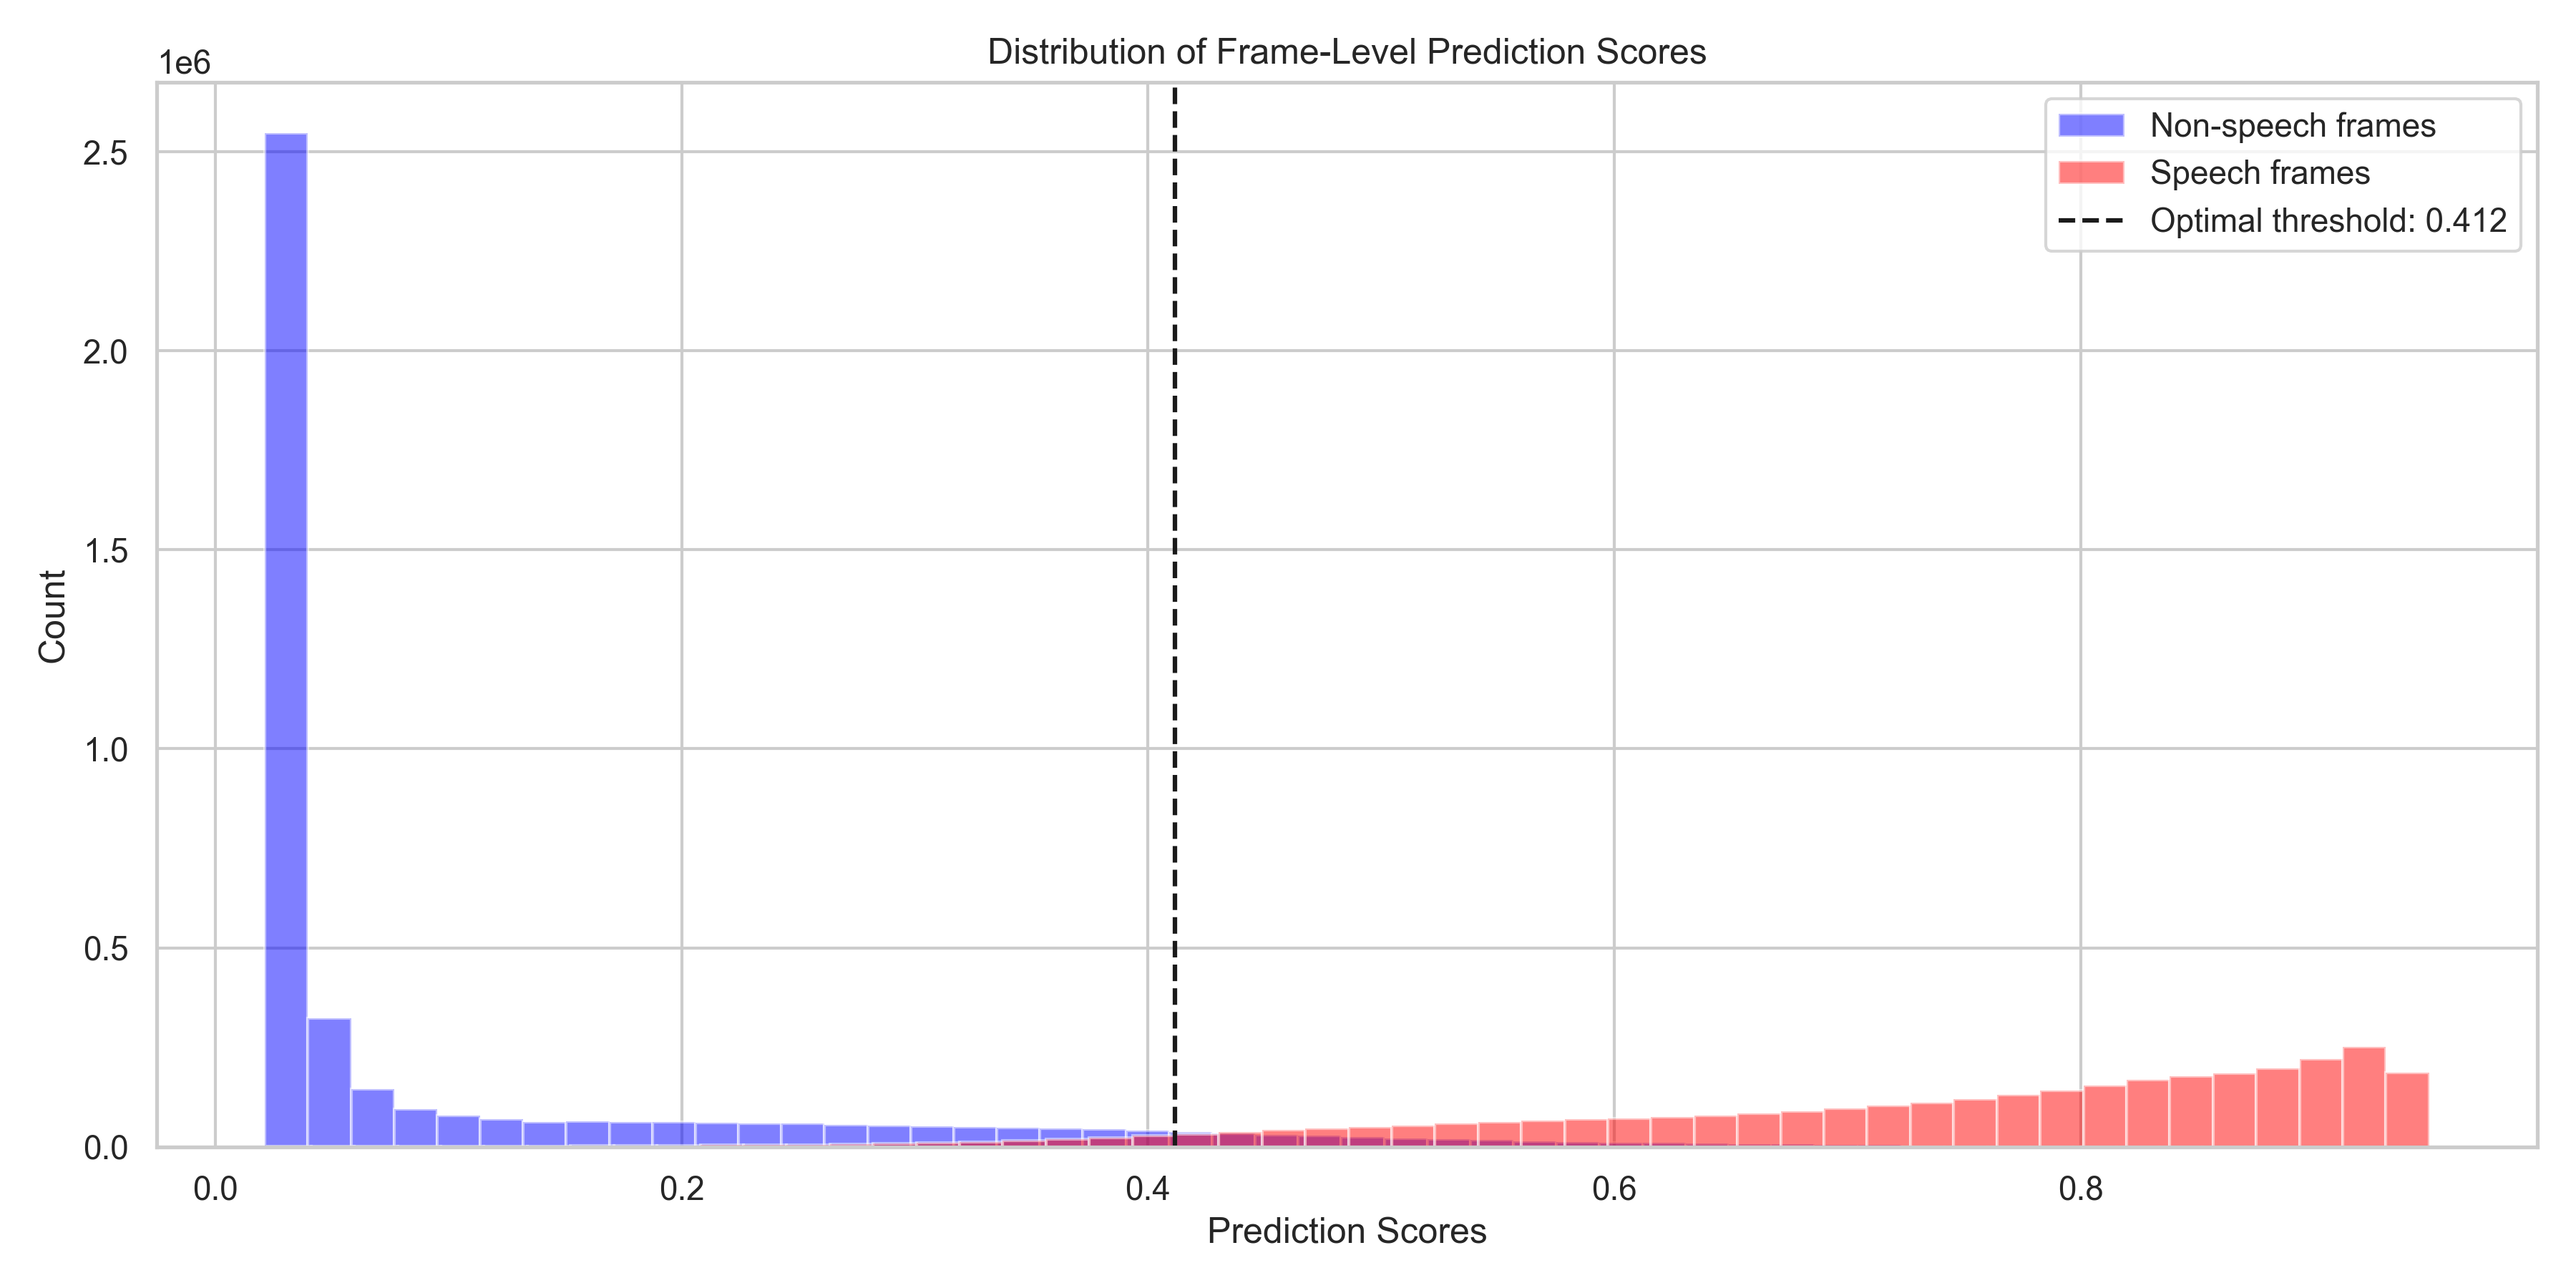 Distribution of Frame-Level Prediction Scores
1e6
Non-speech frames
Speech frames
Optimal threshold: 0.412
2.5
2.0
1.5
1.0
0.5
0.0
Count
0.0 0.2 0.4 0.6 0.8
Prediction Scores